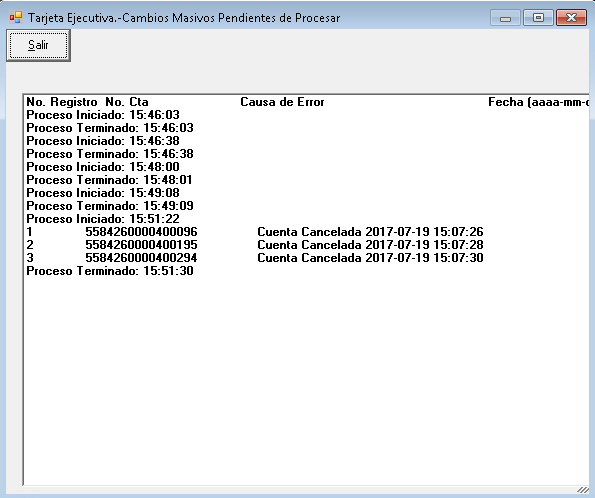 Tarjeta Ejecutiva.-Cambios Masivos Pendientes de Procesar
Salir
No. Registro No. Cta Causa de Error Fecha (aaaa-mm-
Proceso Iniciado: 15:46:03
Proceso Terminado: 15:46:03
Proceso Iniciado: 15:46:38
Proceso Terminado: 15:46:38
Proceso Iniciado: 15:48:00
Proceso Terminado: 15:48:01
Proceso Iniciado: 15:49:08
Proceso Terminado: 15:49:09
Proceso Iniciado: 15:51:22
1 5584260000400096 Cuenta Cancelada 2017-07-19 15:07:26
2 5584260000400195 Cuenta Cancelada 2017-07-19 15:07:28
3 5584260000400294 Cuenta Cancelada 2017-07-19 15:07:30
Proceso Terminado: 15:51:30